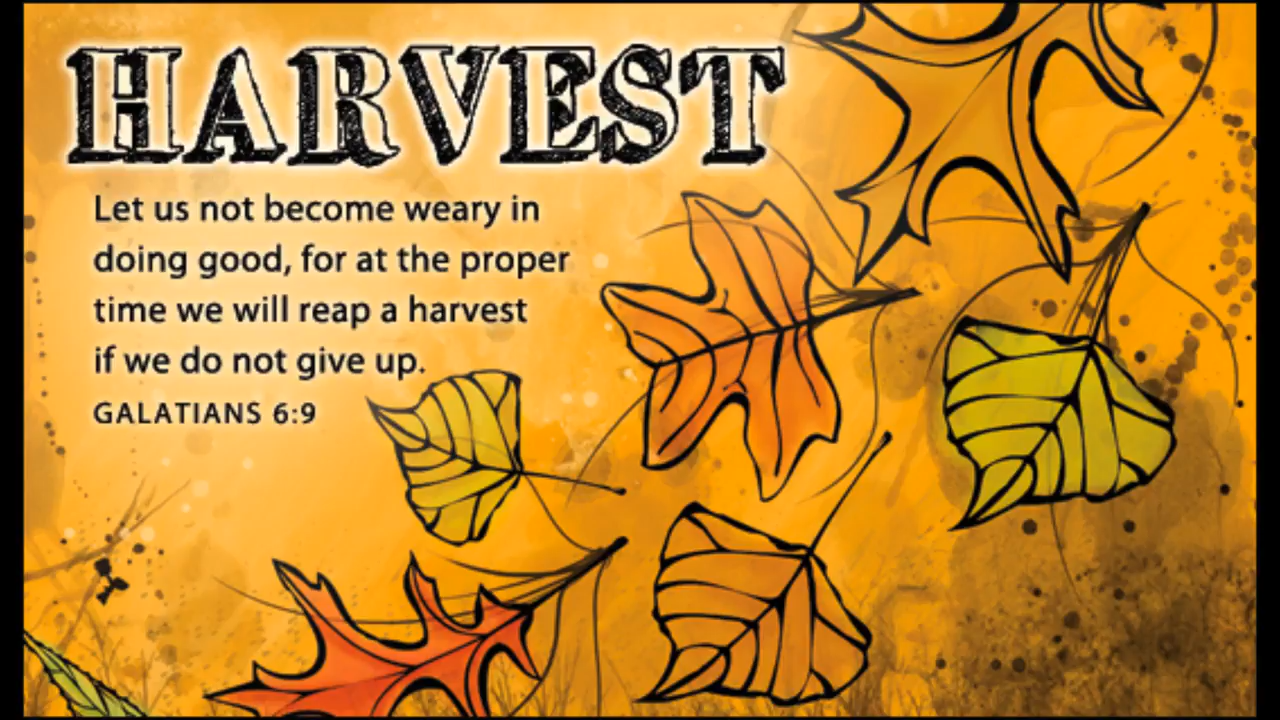 HARVEST
Let us not become weary in
doing good, for at the proper
time we will reap a harvest
if we do not give up.
GALATIANS 6:9